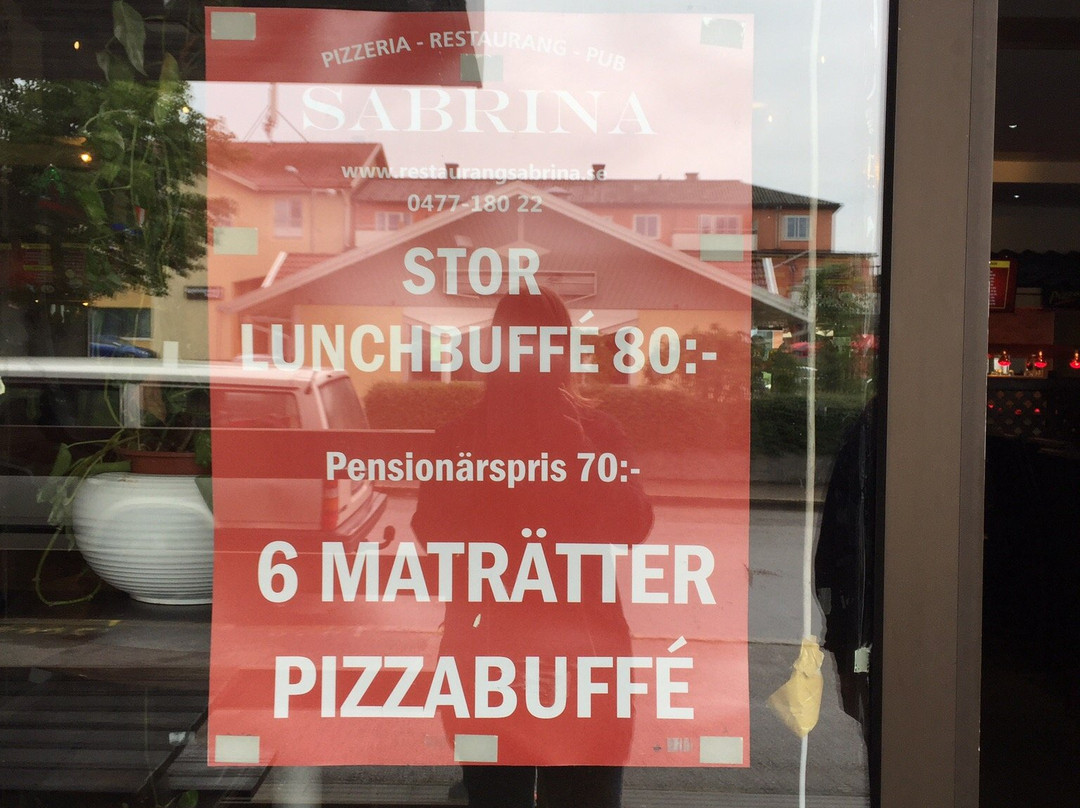 PIZZERIA - RESTAURANG - PUB
SABRINA
www.restaurangsabrina.se
0477-180 22
STOR
LUNCHBUFFÉ 80:-
Pensionärspris 70:-
6 MATRÄTTER
PIZZABUFFÉ